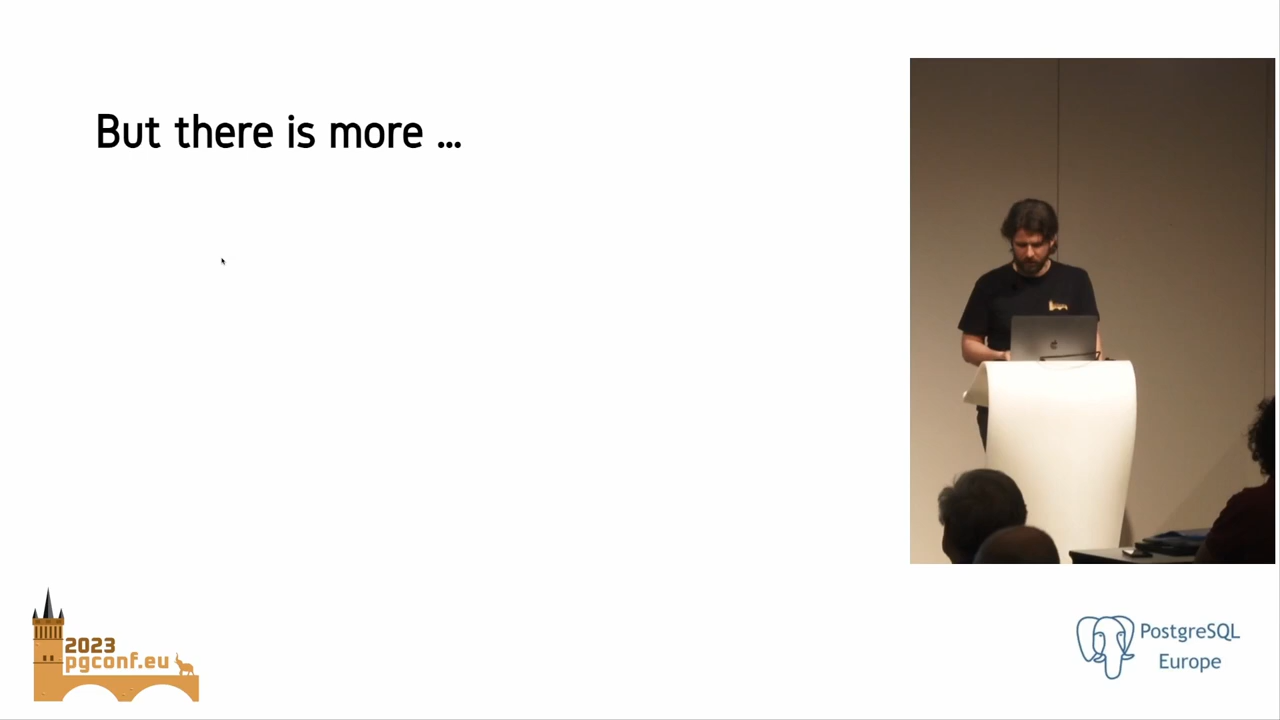 But there is more ...
2023
pgconf.eu
PostgreSQL
Europe